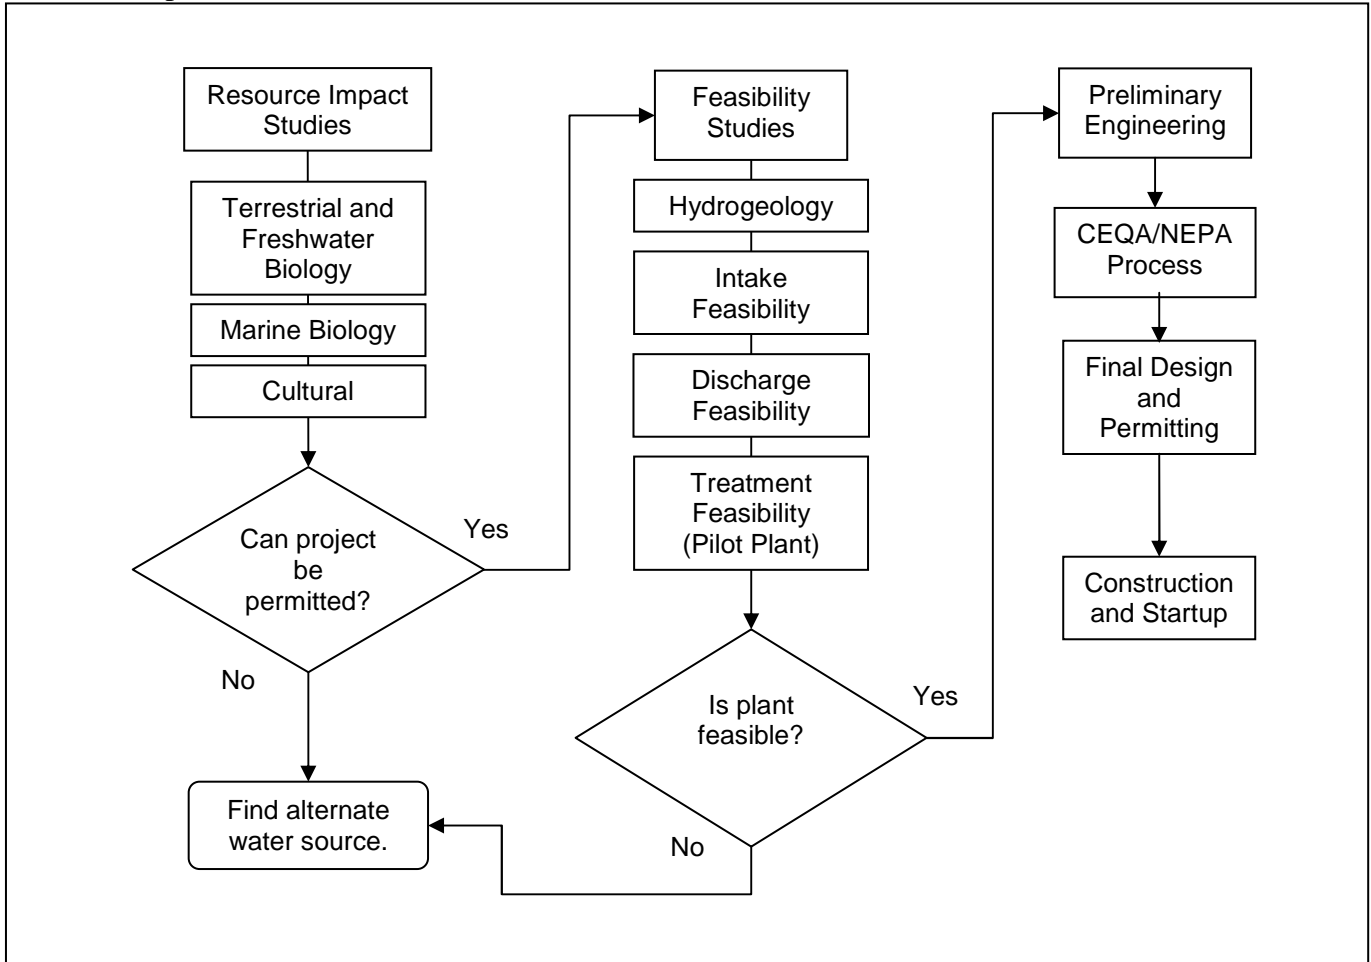 Resource Impact
Studies
Terrestrial and
Freshwater
Biology
Marine Biology
Cultural
Can project
be
permitted?
Yes
No
Find alternate
water source.
Feasibility
Studies
Hydrogeology
Intake
Feasibility
Discharge
Feasibility
Treatment
Feasibility
(Pilot Plant)
Is plant
feasible?
Yes
No
Preliminary
Engineering
CEQA/NEPA
Process
Final Design
and
Permitting
Construction
and Startup